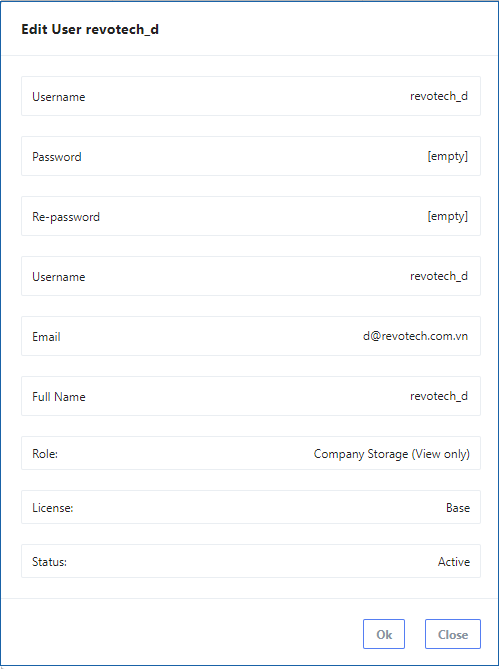 Edit User revotech_d
Username revotech_d
Password [empty]
Re-password [empty]
Username revotech_d
Email d@revotech.com.vn
Full Name revotech_d
Role: Company Storage (View only)
License: Base
Status: Active
Ok Close